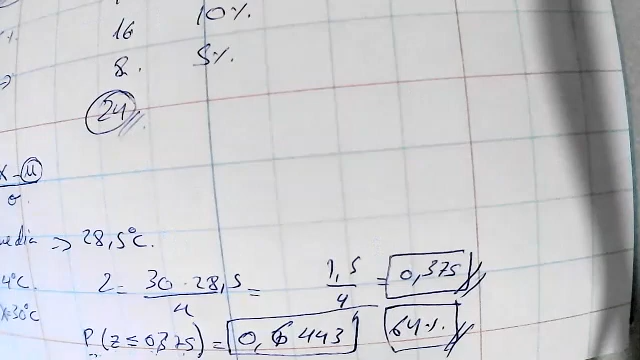 16 10%
8. 5%.
24
x-μ
σ
media => 28,5°C.
4°C. Z = 30-28,5 / 4 = 1,5 / 4 = 0,375
x=30°C
P(z≤0,375) = 0,6443 64%.